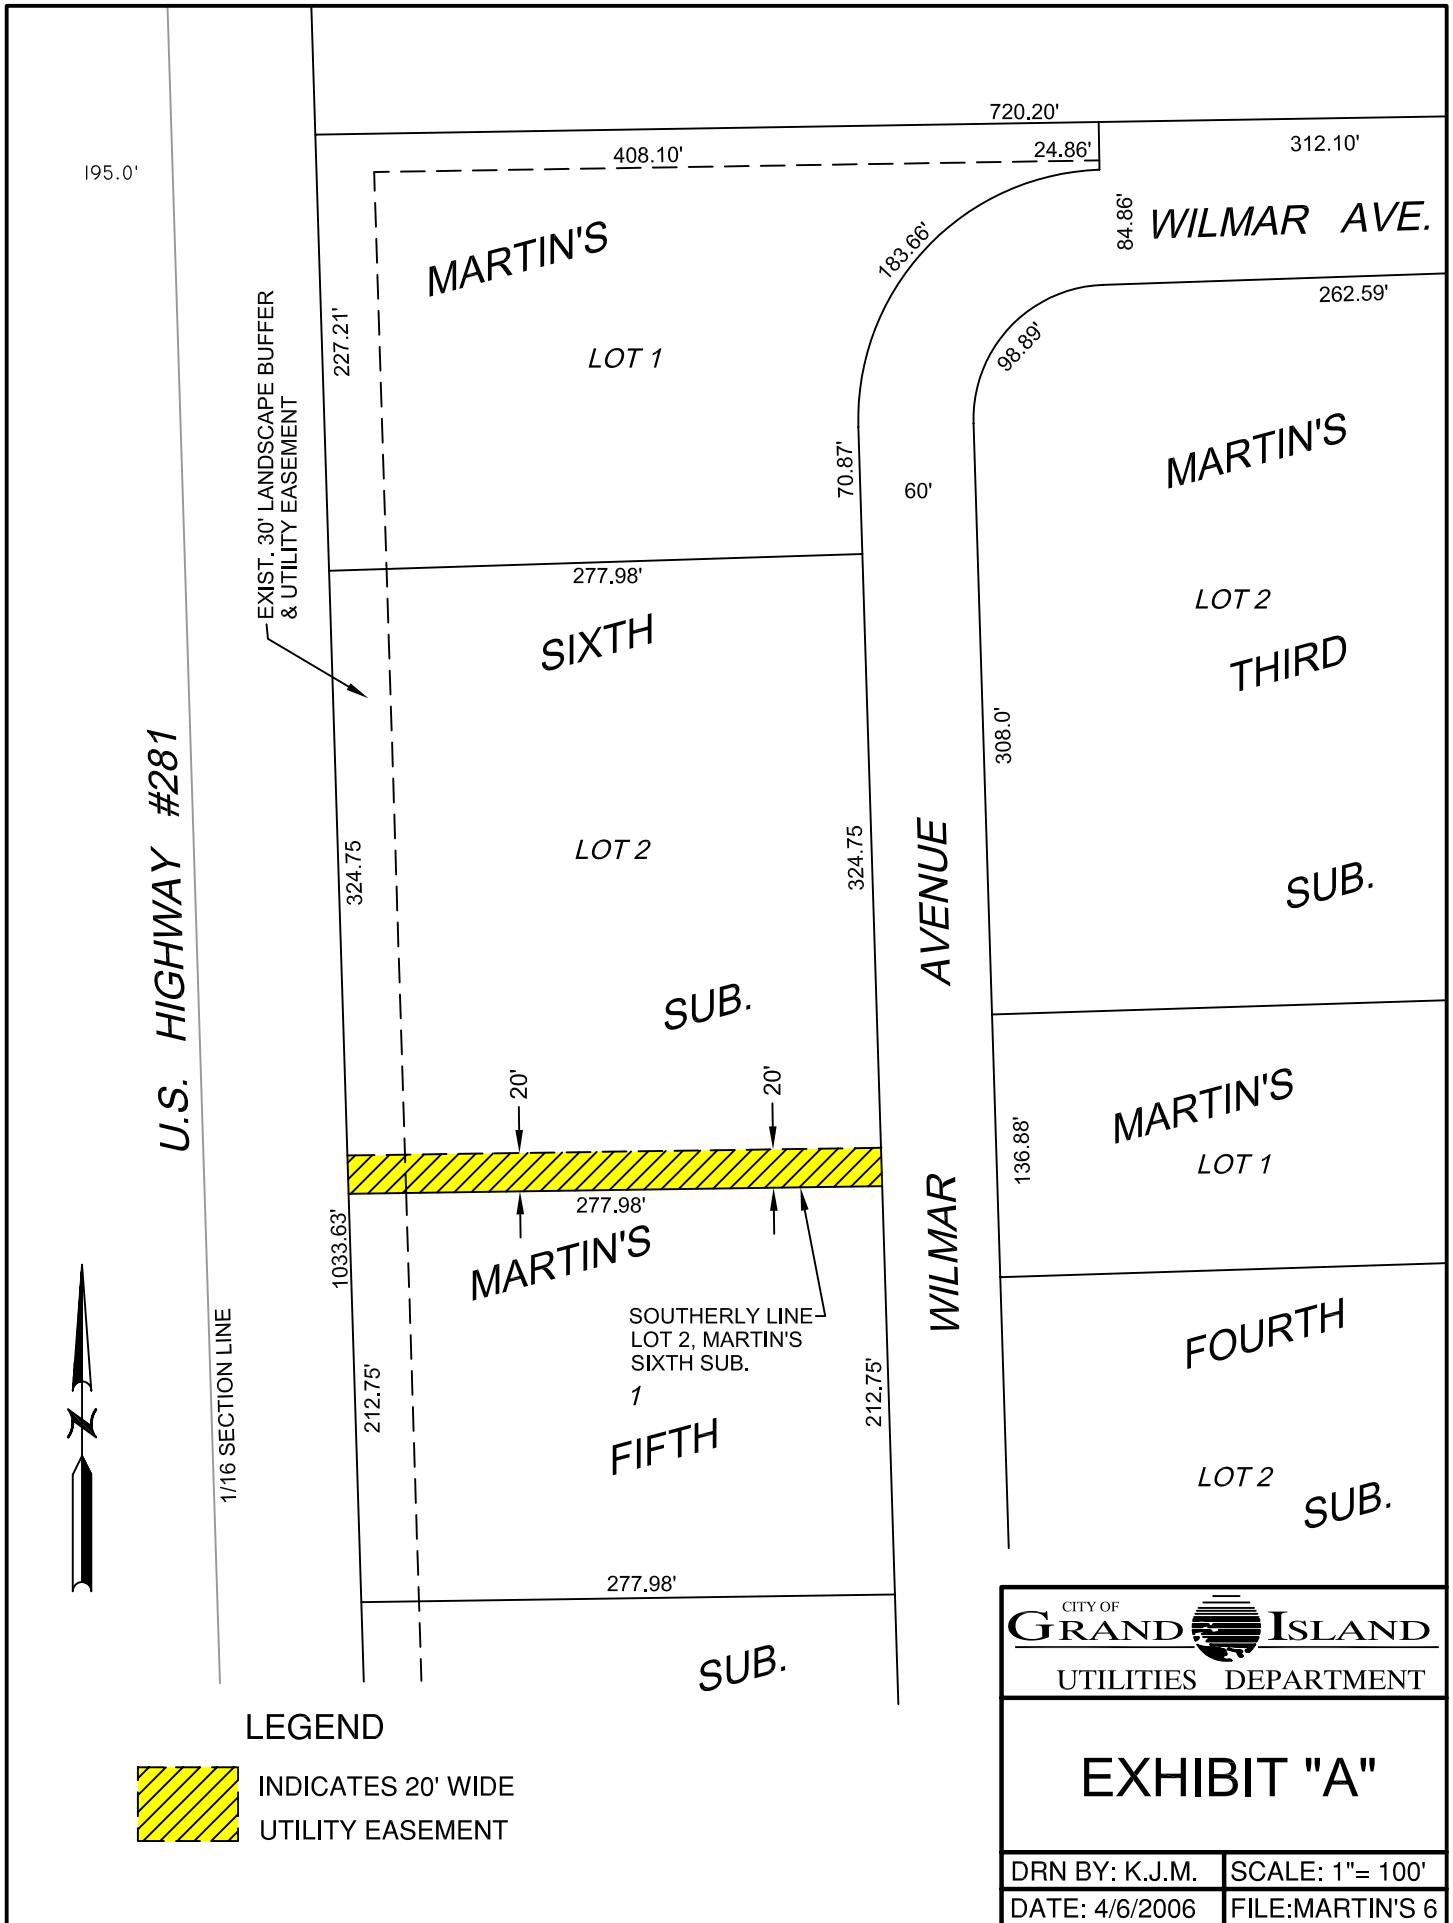 720.20'
408.10'
24.86'
312.10'
195.0'
84.86'
WILMAR AVE.
MARTIN'S
183.66'
262.59'
227.21'
LOT 1
98.89'
EXIST. 30' LANDSCAPE BUFFER
& UTILITY EASEMENT
MARTIN'S
70.87'
60'
277.98'
LOT 2
SIXTH
THIRD
308.0'
U.S. HIGHWAY #281
324.75
LOT 2
324.75
AVENUE
SUB.
SUB.
20'
20'
MARTIN'S
136.88'
LOT 1
277.98'
1033.63'
MARTIN'S
WILMAR
SOUTHERLY LINE
LOT 2, MARTIN'S
SIXTH SUB.
FOURTH
N
1/16 SECTION LINE
212.75'
1
212.75'
FIFTH
LOT 2
SUB.
277.98'
SUB.
CITY OF
GRAND ISLAND
UTILITIES DEPARTMENT
LEGEND
INDICATES 20' WIDE
UTILITY EASEMENT
EXHIBIT "A"
DRN BY: K.J.M.
SCALE: 1"= 100'
DATE: 4/6/2006
FILE:MARTIN'S 6